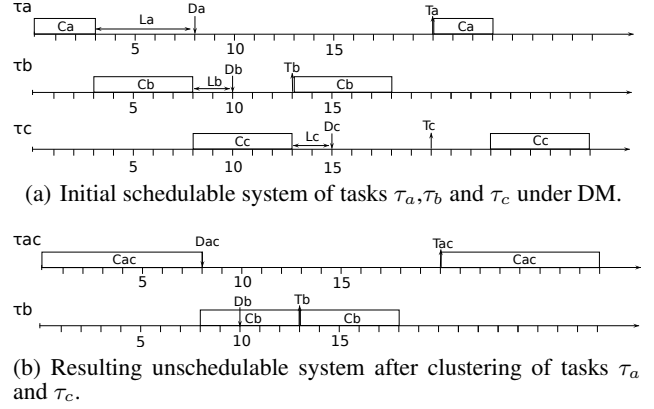 τa
Ca
La
Da
Ta
Ca
5
10
15
τb
Cb
Lb
Db
Tb
Cb
5
10
15
τc
Cc
Lc
Dc
Tc
Cc
5
10
15
(a) Initial schedulable system of tasks τa,τb and τc under DM.
τac
Cac
Dac
Tac
Cac
5
10
15
τb
Db
Cb
Tb
Cb
5
10
15
(b) Resulting unschedulable system after clustering of tasks τa
and τc.